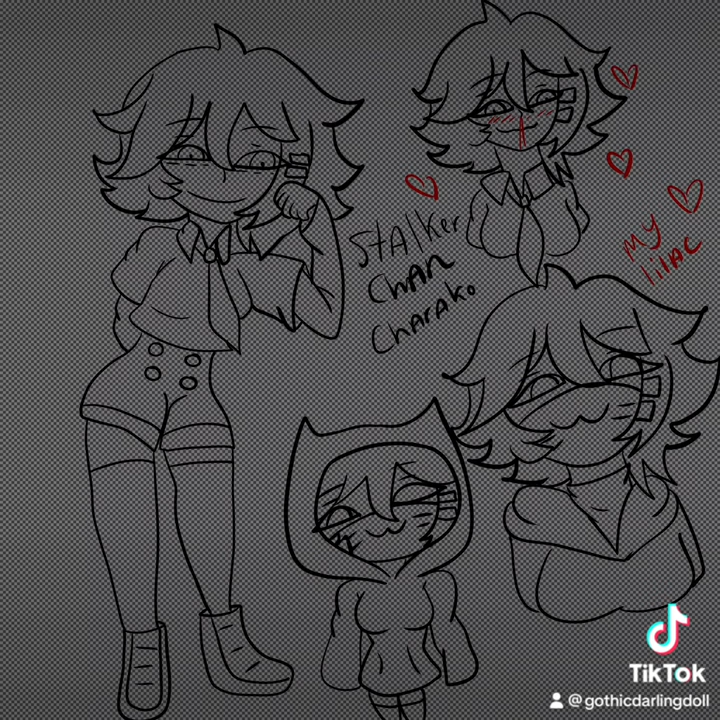 StAlker
ChAn
Charako
My
lilac
TikTok
@gothicdarlingdoll